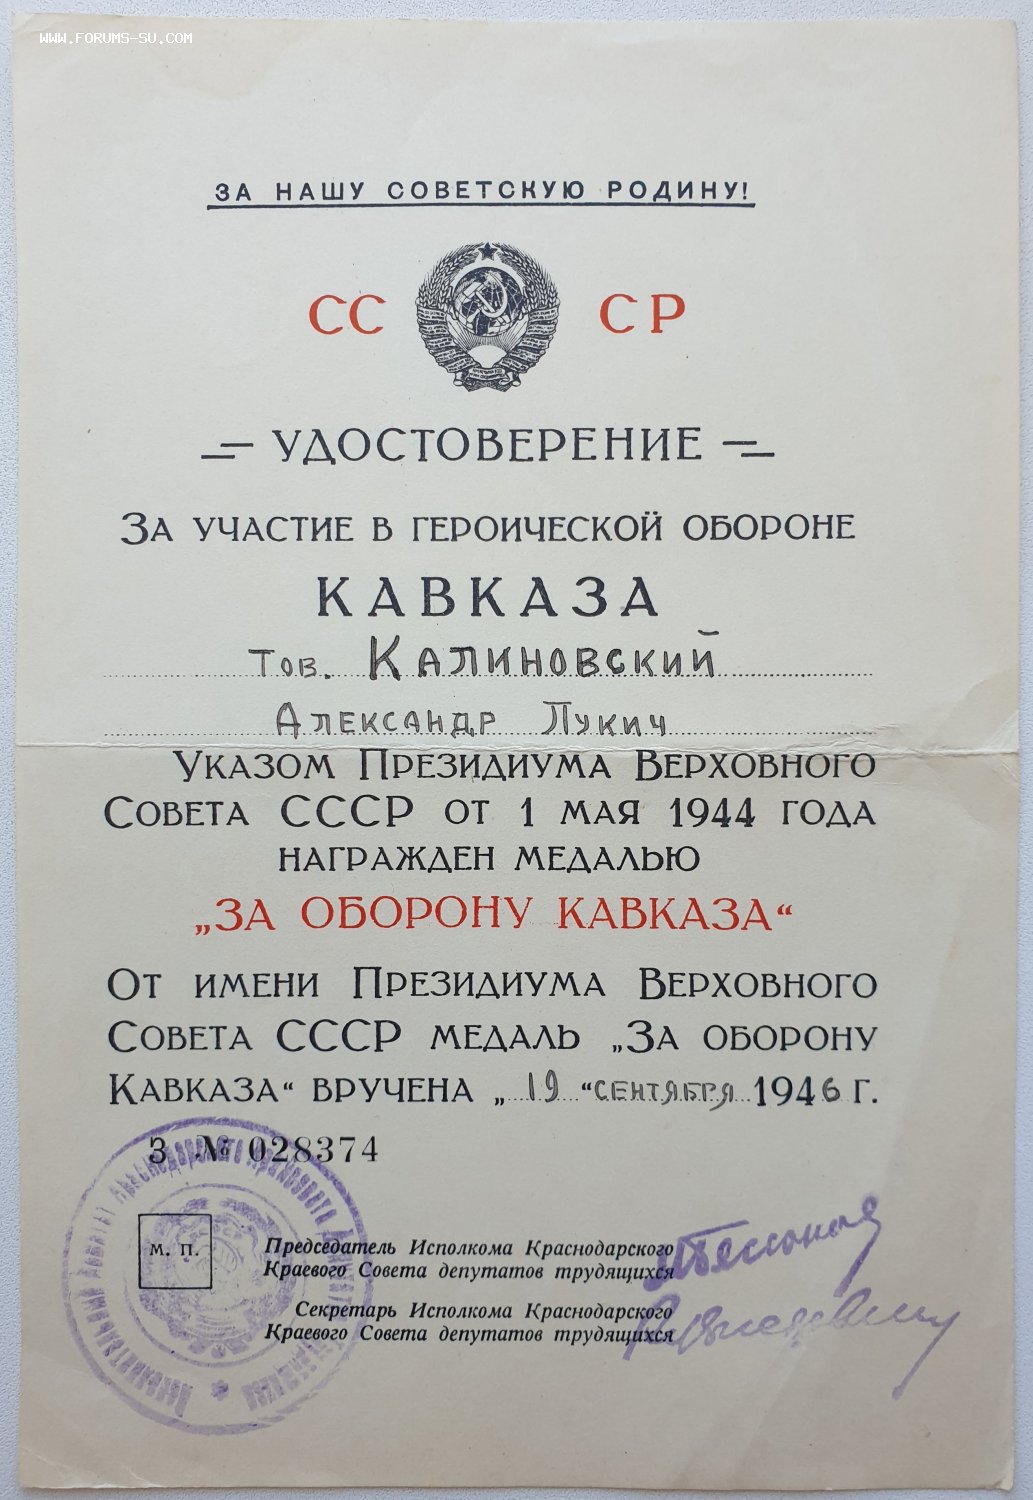 WWW.FORUMS-SU.COM
ЗА НАШУ СОВЕТСКУЮ РОДИНУ!
СС СР
УДОСТОВЕРЕНИЕ
ЗА УЧАСТИЕ В ГЕРОИЧЕСКОЙ ОБОРОНЕ
КАВКАЗА
Тов. КАЛИНОВСКИЙ
АЛЕКСАНДР ЛУКИЧ
УКАЗОМ ПРЕЗИДИУМА ВЕРХОВНОГО
СОВЕТА СССР ОТ 1 МАЯ 1944 ГОДА
НАГРАЖДЕН МЕДАЛЬЮ
„ЗА ОБОРОНУ КАВКАЗА“
ОТ ИМЕНИ ПРЕЗИДИУМА ВЕРХОВНОГО
СОВЕТА СССР МЕДАЛЬ „ЗА ОБОРОНУ
КАВКАЗА“ ВРУЧЕНА „19“ СЕНТЯБРЯ 1946 Г.
З № 028374
М. П.
Председатель Исполкома Краснодарского
Краевого Совета депутатов трудящихся
Секретарь Исполкома Краснодарского
Краевого Совета депутатов трудящихся